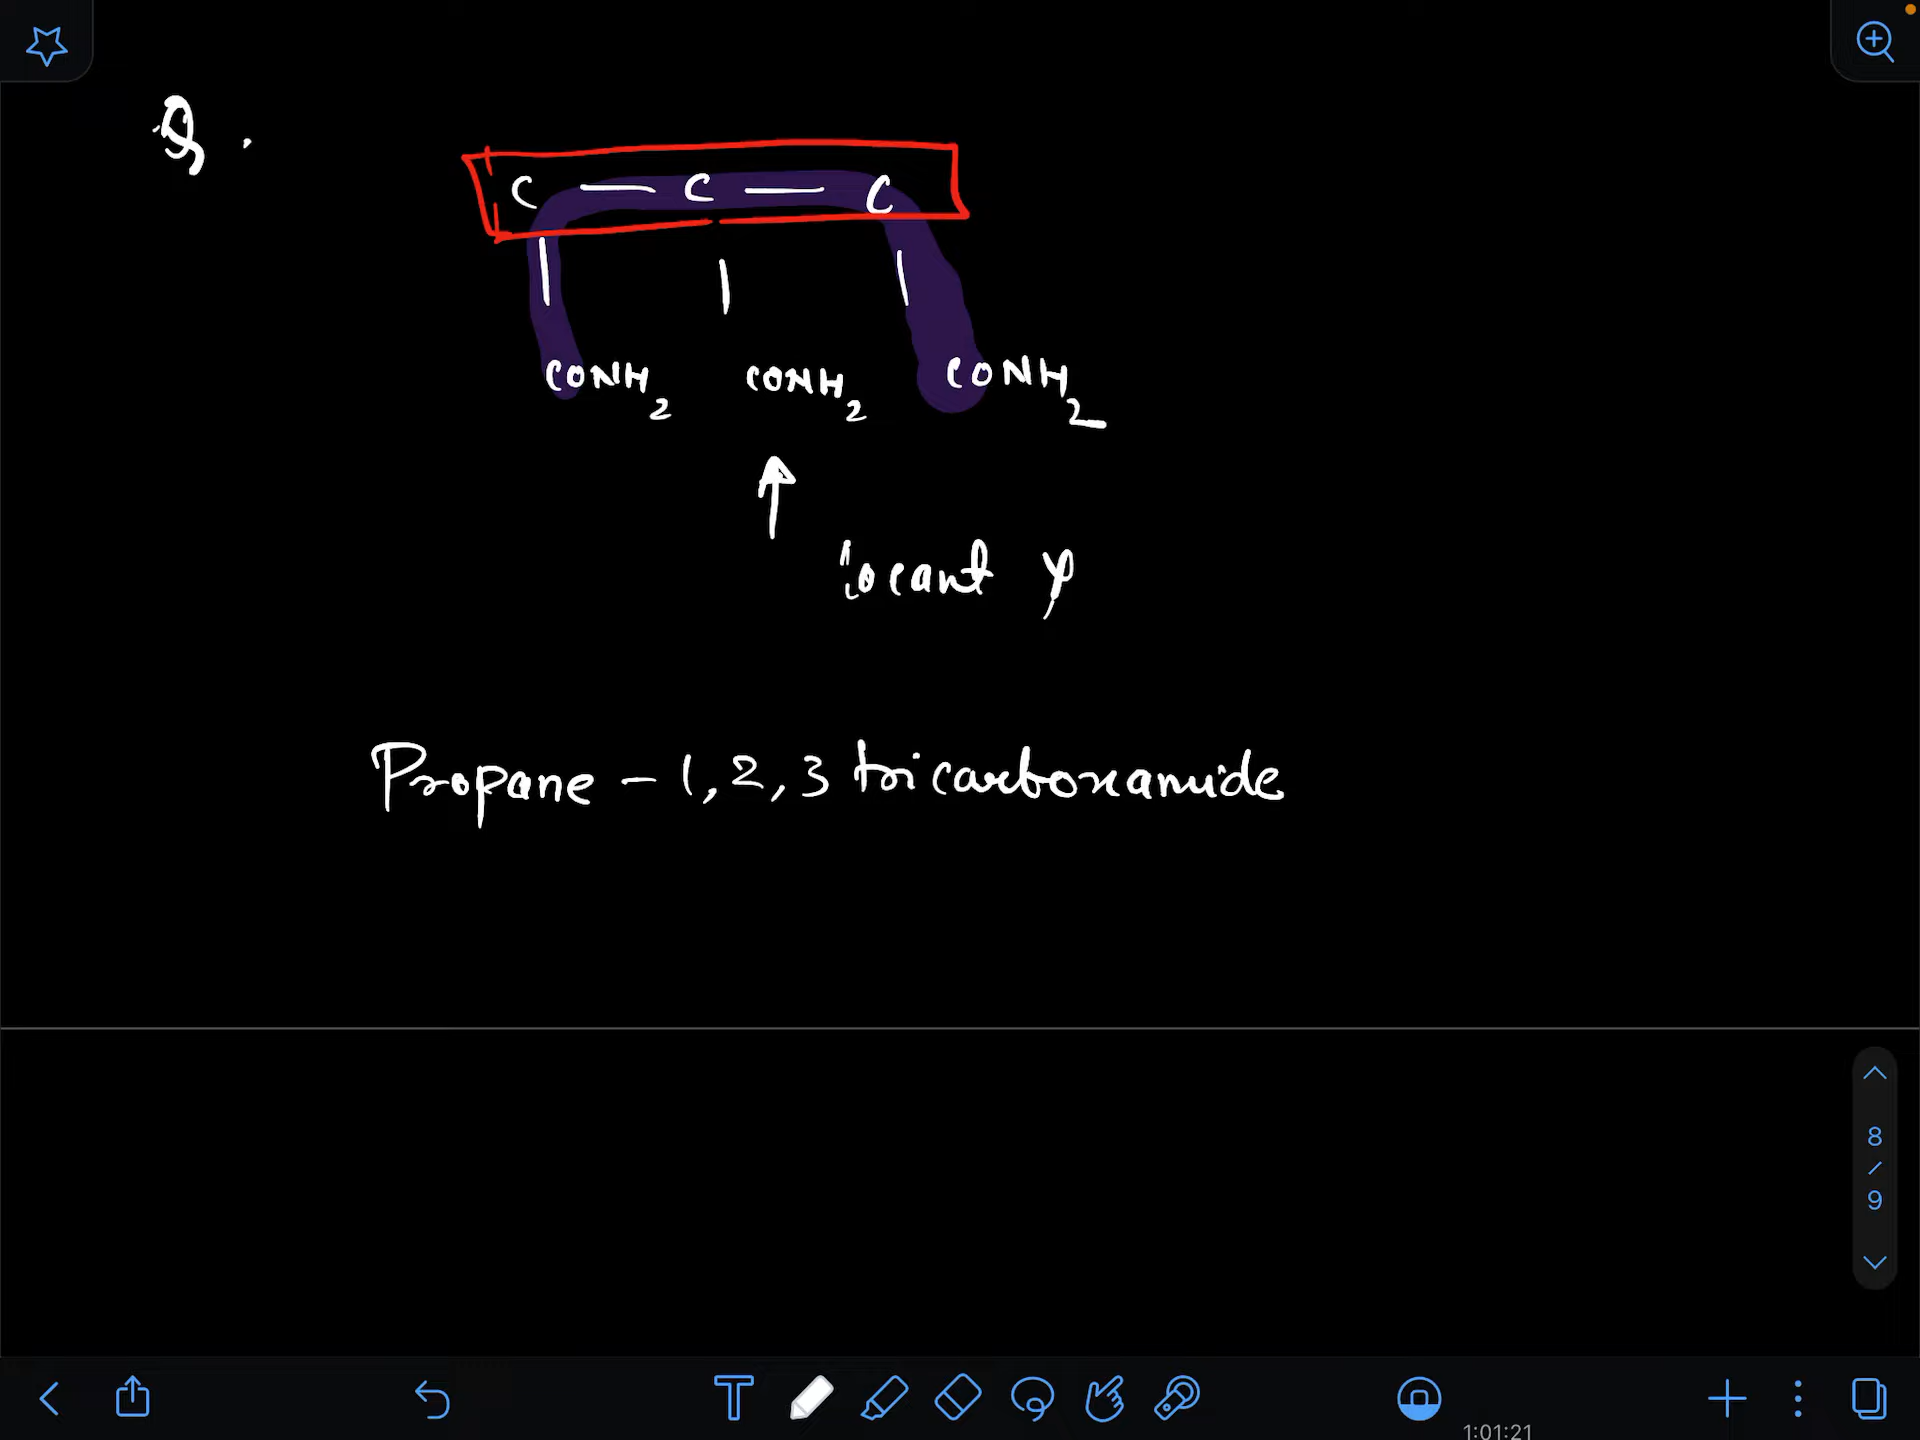 Q.
C — C — C
CONH2 CONH2 CONH2
locant
Propane - 1, 2, 3 tricarboxamide
8
/
9
1:01:21